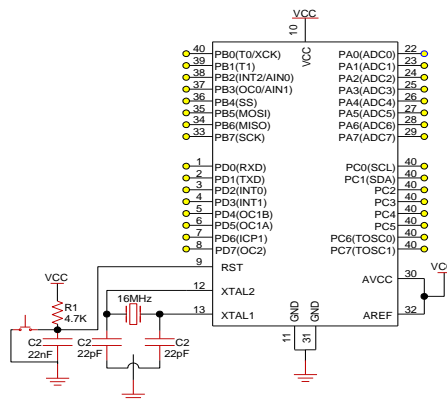 VCC
10
VCC
40 PB0(T0/XCK)
39 PB1(T1)
38 PB2(INT2/AIN0)
37 PB3(OC0/AIN1)
36 PB4(SS)
35 PB5(MOSI)
34 PB6(MISO)
33 PB7(SCK)
PA0(ADC0) 22
PA1(ADC1) 23
PA2(ADC2) 24
PA3(ADC3) 25
PA4(ADC4) 26
PA5(ADC5) 27
PA6(ADC6) 28
PA7(ADC7) 29
1 PD0(RXD)
2 PD1(TXD)
3 PD2(INT0)
4 PD3(INT1)
5 PD4(OC1B)
6 PD5(OC1A)
7 PD6(ICP1)
8 PD7(OC2)
PC0(SCL) 40
PC1(SDA) 40
PC2 40
PC3 40
PC4 40
PC5 40
PC6(TOSC0) 40
PC7(TOSC1) 40
9 RST
12 XTAL2
13 XTAL1
AVCC 30
VCC
AREF 32
GND
GND
11
31
VCC
R1
4.7K
16MHz
C2
22nF
C2
22pF
C2
22pF